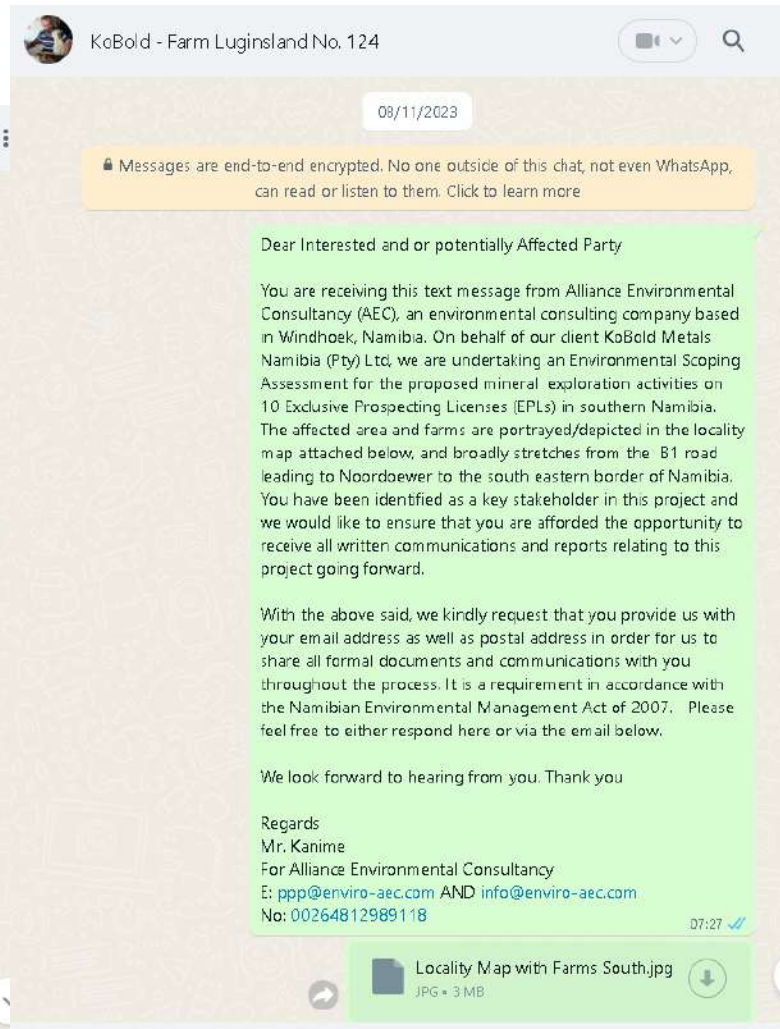 KoBold - Farm Luginsland No. 124
08/11/2023
Messages are end-to-end encrypted. No one outside of this chat, not even WhatsApp,
can read or listen to them. Click to learn more
Dear Interested and or potentially Affected Party
You are receiving this text message from Alliance Environmental
Consultancy (AEC), an environmental consulting company based
in Windhoek, Namibia. On behalf of our client KoBold Metals
Namibia (Pty) Ltd, we are undertaking an Environmental Scoping
Assessment for the proposed mineral exploration activities on
10 Exclusive Prospecting Licenses (EPLs) in southern Namibia.
The affected area and farms are portrayed/depicted in the locality
map attached below, and broadly stretches from the B1 road
leading to Noordoewer to the south eastern border of Namibia.
You have been identified as a key stakeholder in this project and
we would like to ensure that you are afforded the opportunity to
receive all written communications and reports relating to this
project going forward.
With the above said, we kindly request that you provide us with
your email address as well as postal address in order for us to
share all formal documents and communications with you
throughout the process. It is a requirement in accordance with
the Namibian Environmental Management Act of 2007. Please
feel free to either respond here or via the email below.
We look forward to hearing from you. Thank you
Regards
Mr. Kanime
For Alliance Environmental Consultancy
E: ppp@enviro-aec.com AND info@enviro-aec.com
No: 00264812989118
07:27
Locality Map with Farms South.jpg
JPG • 3 MB